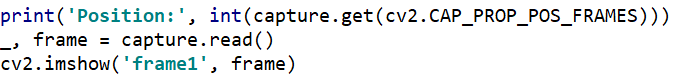 print('Position:', int(capture.get(cv2.CAP_PROP_POS_FRAMES)))
_, frame = capture.read()
cv2.imshow('frame1', frame)